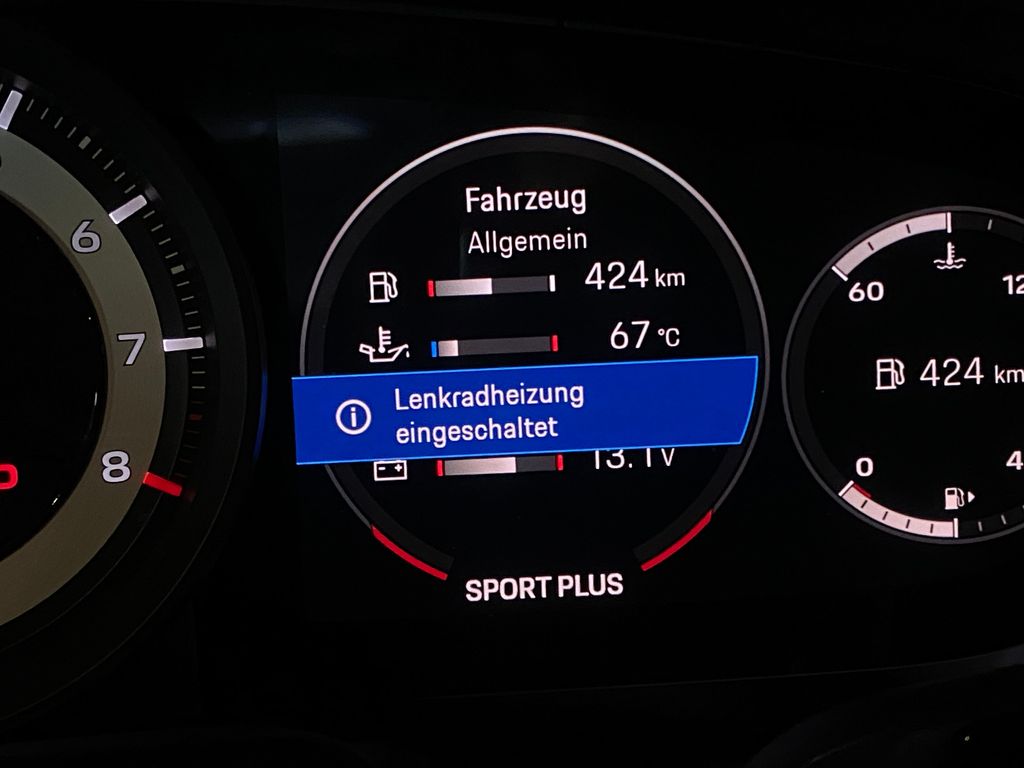 6
7
8
Fahrzeug
Allgemein
424 km
67 °C
Lenkradheizung
eingeschaltet
13.1V
SPORT PLUS
60
424 km
0